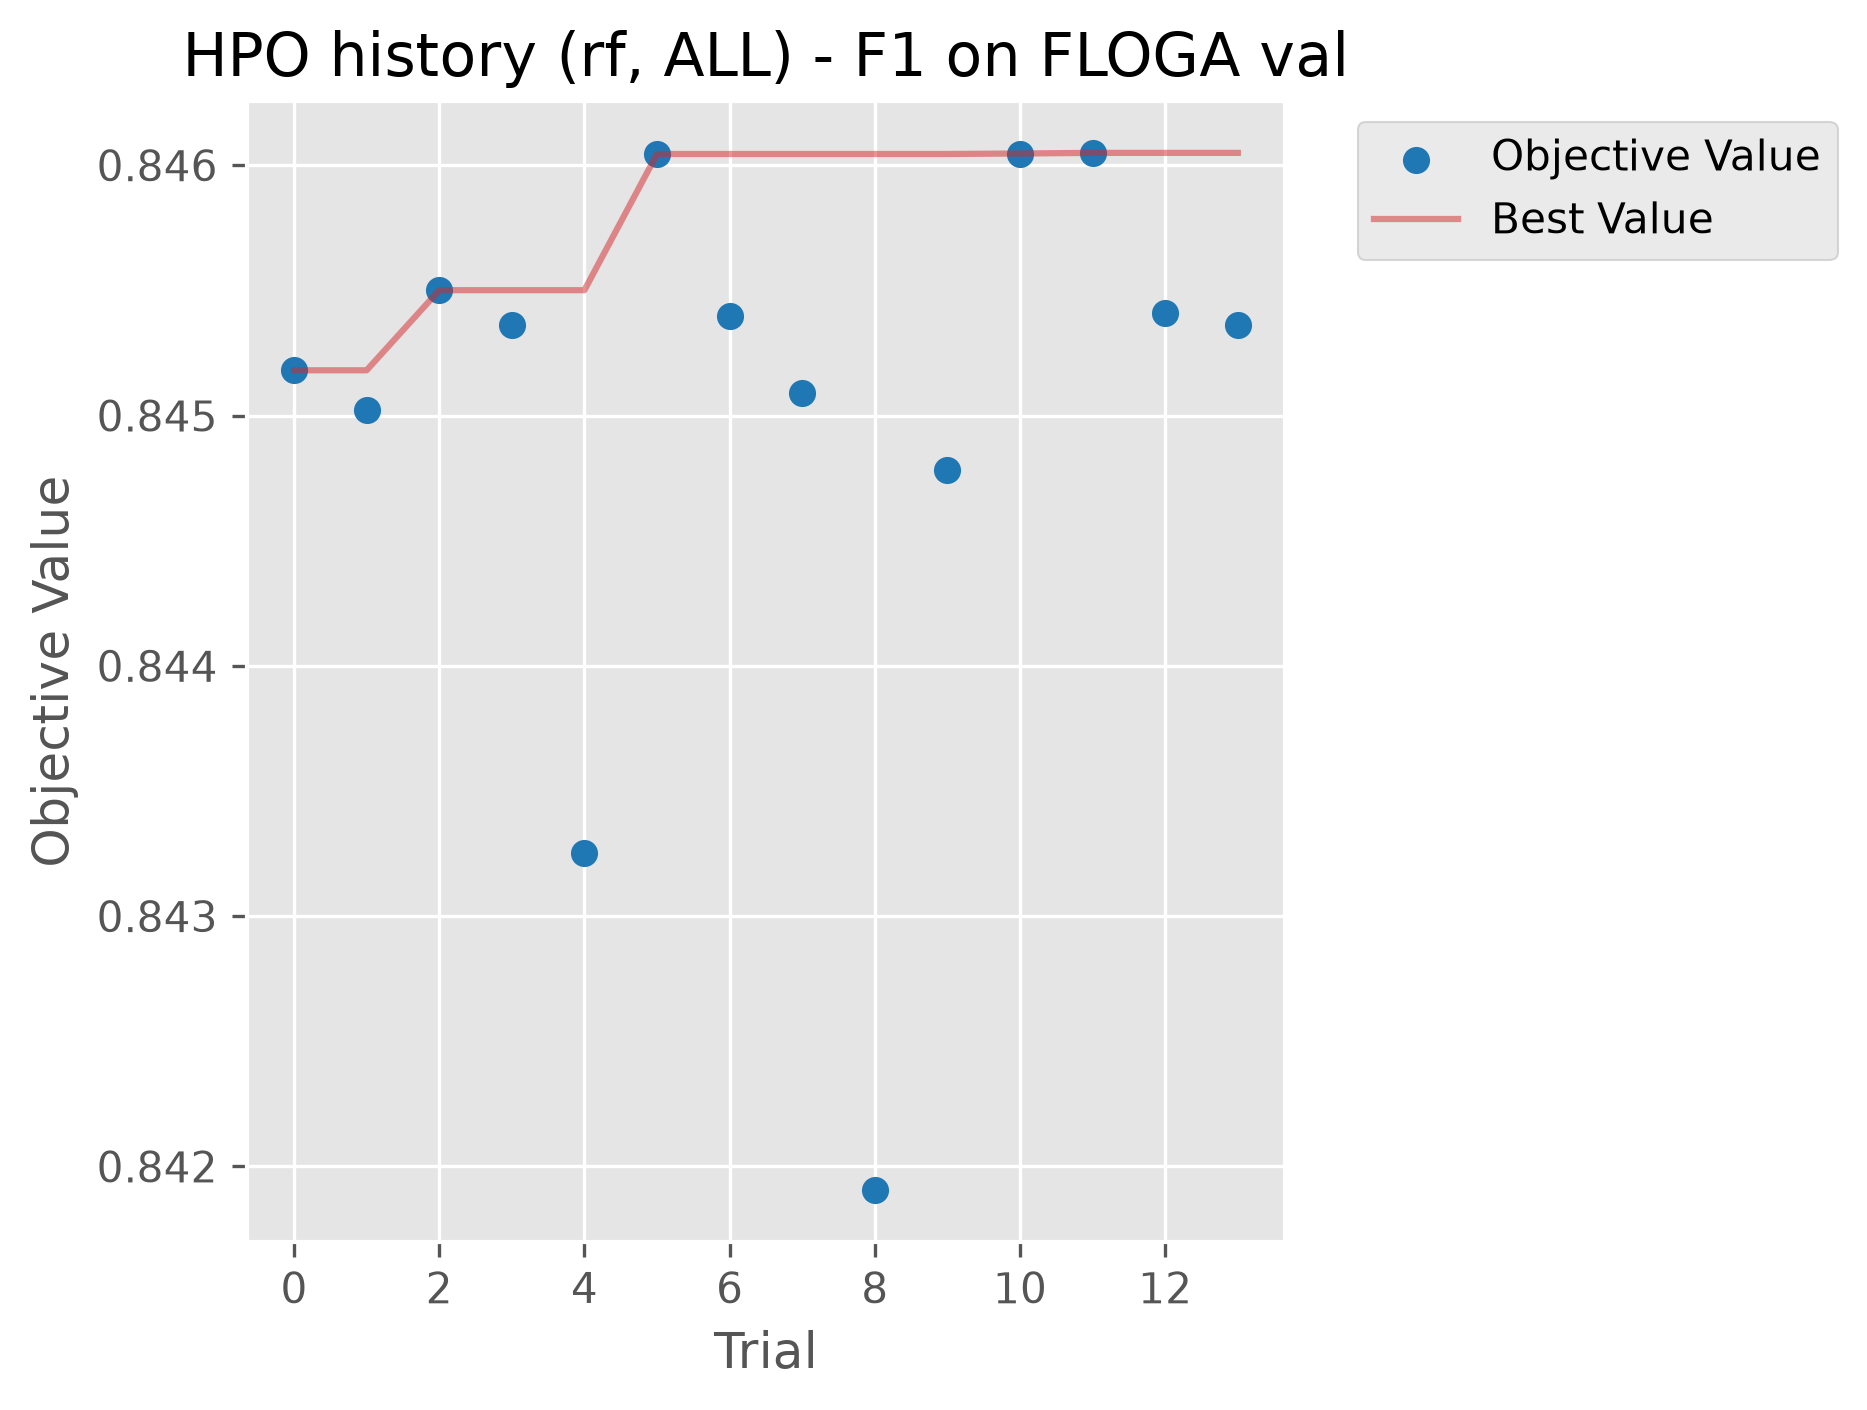 HPO history (rf, ALL) - F1 on FLOGA val
Objective Value
Best Value
Objective Value
0.846
0.845
0.844
0.843
0.842
0 2 4 6 8 10 12
Trial